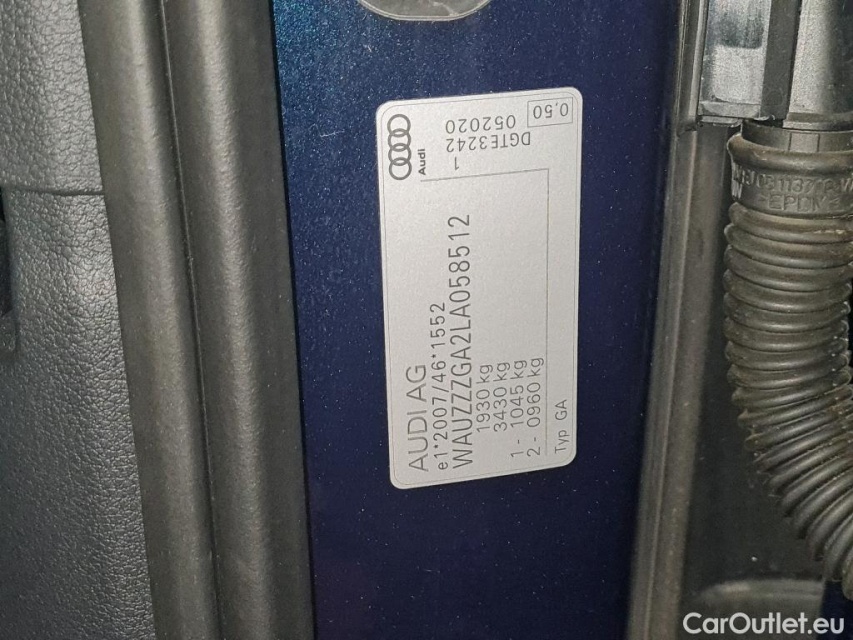 AUDI AG
e1*2007/46*1552
WAUZZZGA2LA058512
1930 kg
3430 kg
1 - 1045 kg
2 - 0960 kg
Typ GA
Audi
052020
DGTE3242
1
0,50
EPDM
CarOutlet.eu